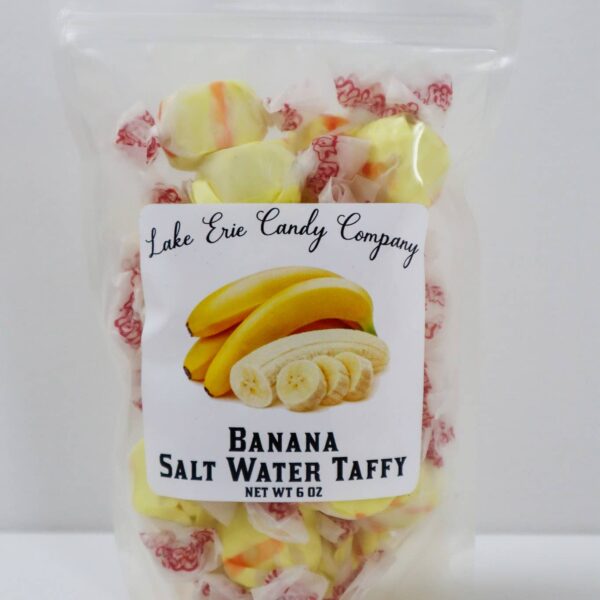 Lake Erie Candy Company
BANANA
SALT WATER TAFFY
NET WT 6 OZ